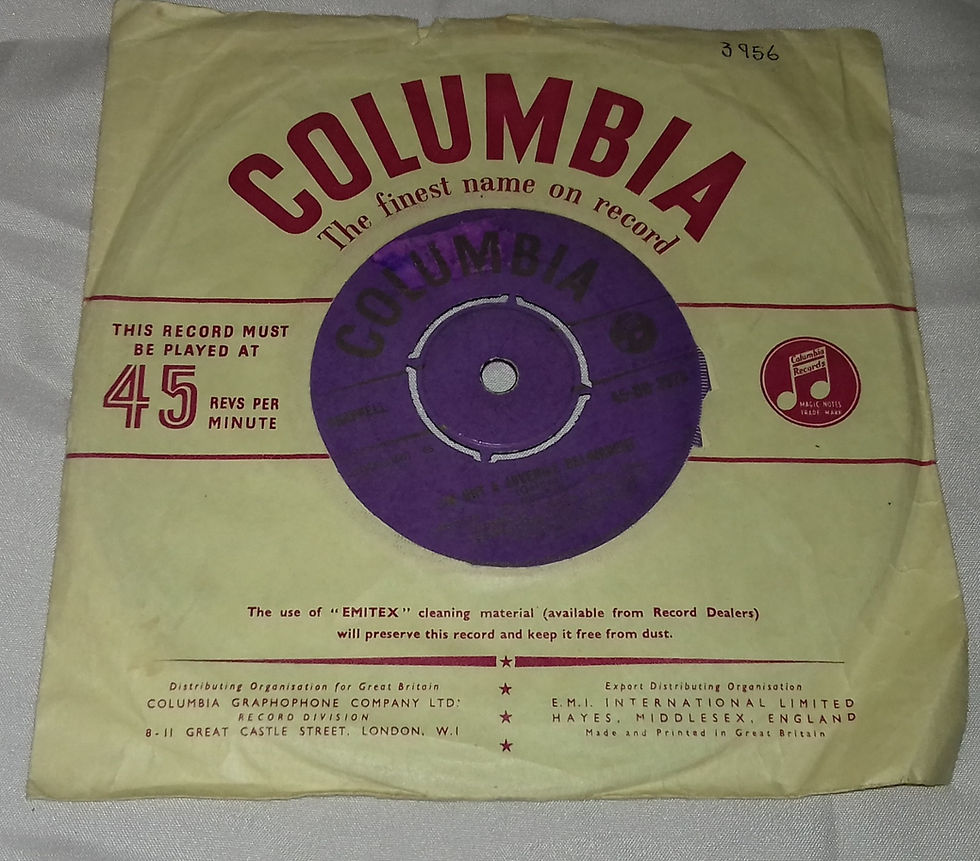 3956
COLUMBIA
The finest name on record
COLUMBIA
THIS RECORD MUST
BE PLAYED AT
45 REVS PER
MINUTE
Columbia
Records
MAGIC NOTES
TRADE MARK
NOT A JUVENILE DELINQUENT
The use of "EMITEX" cleaning material (available from Record Dealers)
will preserve this record and keep it free from dust.
Distributing Organisation for Great Britain
COLUMBIA GRAPHOPHONE COMPANY LTD.
RECORD DIVISION
8-11 GREAT CASTLE STREET, LONDON, W.1
Export Distributing Organisation
E.M.I. INTERNATIONAL LIMITED
HAYES, MIDDLESEX, ENGLAND
Made and Printed in Great Britain